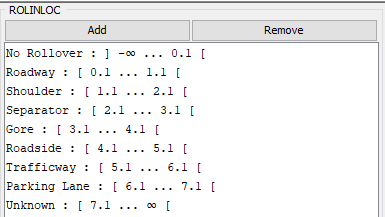 ROLINLOC
Add Remove
No Rollover : ] -∞ ... 0.1 [
Roadway : [ 0.1 ... 1.1 [
Shoulder : [ 1.1 ... 2.1 [
Separator : [ 2.1 ... 3.1 [
Gore : [ 3.1 ... 4.1 [
Roadside : [ 4.1 ... 5.1 [
Trafficway : [ 5.1 ... 6.1 [
Parking Lane : [ 6.1 ... 7.1 [
Unknown : [ 7.1 ... ∞ [